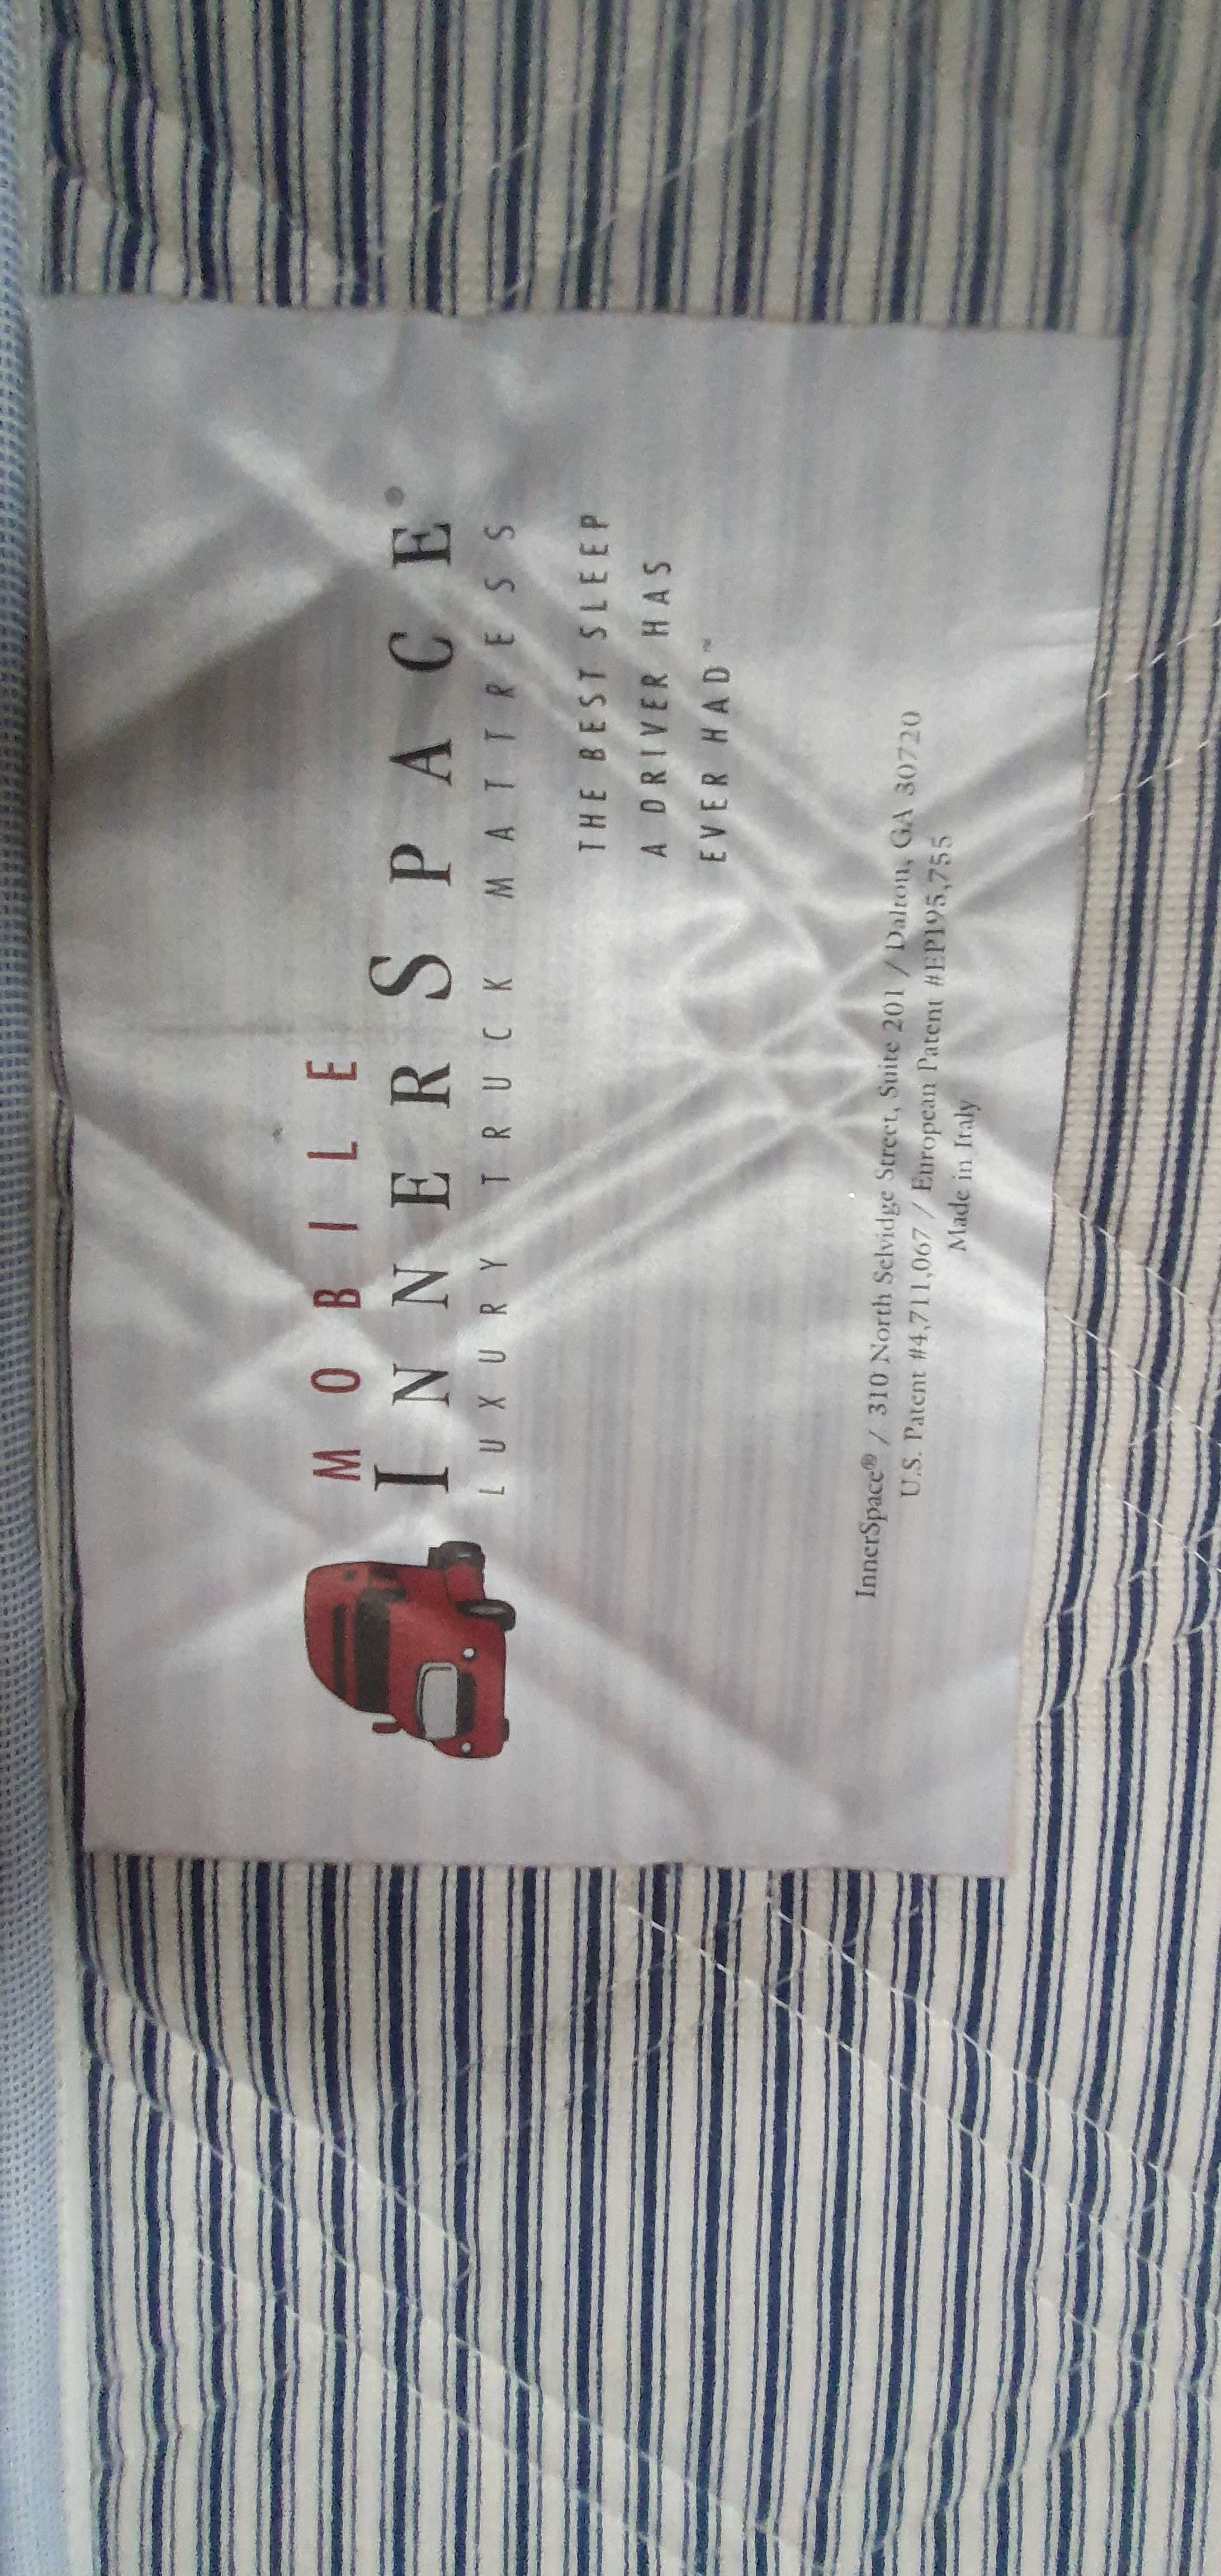 MOBILE
INNERSPACE®
LUXURY TRUCK MATTRESS
THE BEST SLEEP
A DRIVER HAS
EVER HAD™
InnerSpace® / 310 North Selvidge Street, Suite 201 / Dalton, GA 30720
U.S. Patent #4,711,067 / European Patent #EP195,755
Made in Italy